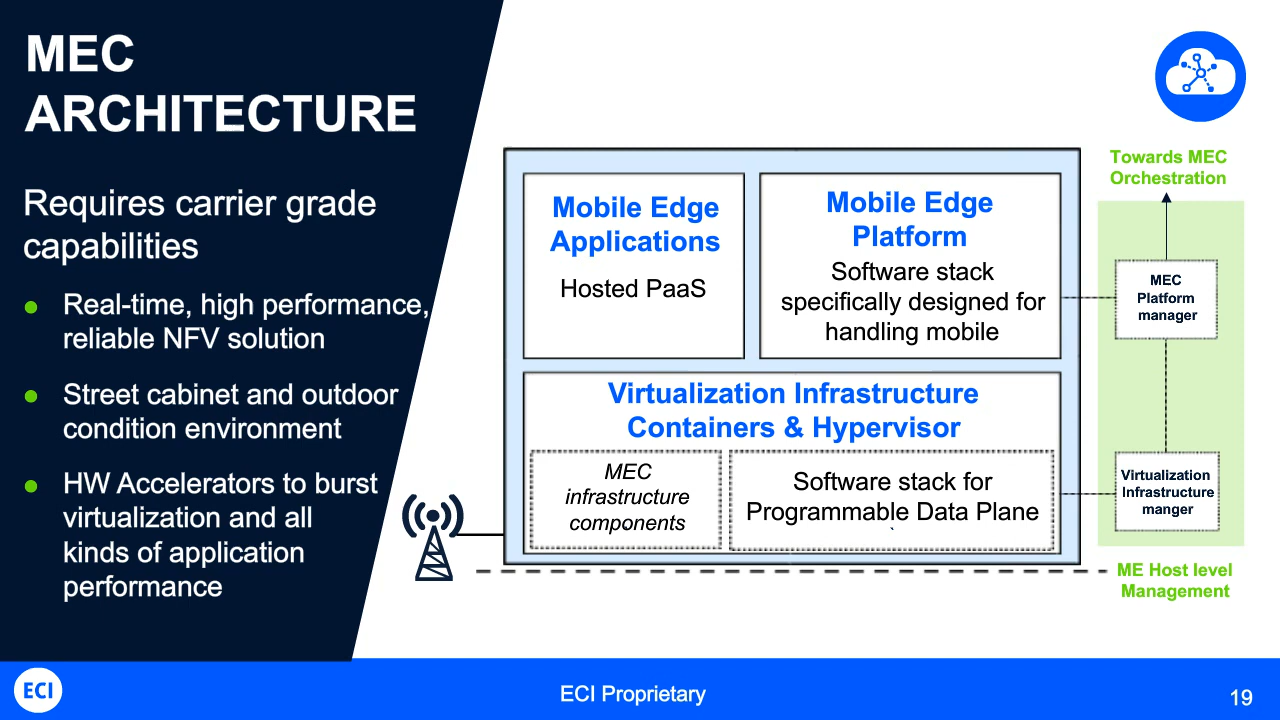 MEC
ARCHITECTURE
Requires carrier grade
capabilities
● Real-time, high performance,
reliable NFV solution
● Street cabinet and outdoor
condition environment
● HW Accelerators to burst
virtualization and all
kinds of application
performance
Mobile Edge
Applications
Hosted PaaS
Mobile Edge
Platform
Software stack
specifically designed for
handling mobile
Virtualization Infrastructure
Containers & Hypervisor
MEC
infrastructure
components
Software stack for
Programmable Data Plane
Towards MEC
Orchestration
MEC
Platform
manager
Virtualization
Infrastructure
manger
ME Host level
Management
ECI
ECI Proprietary
19